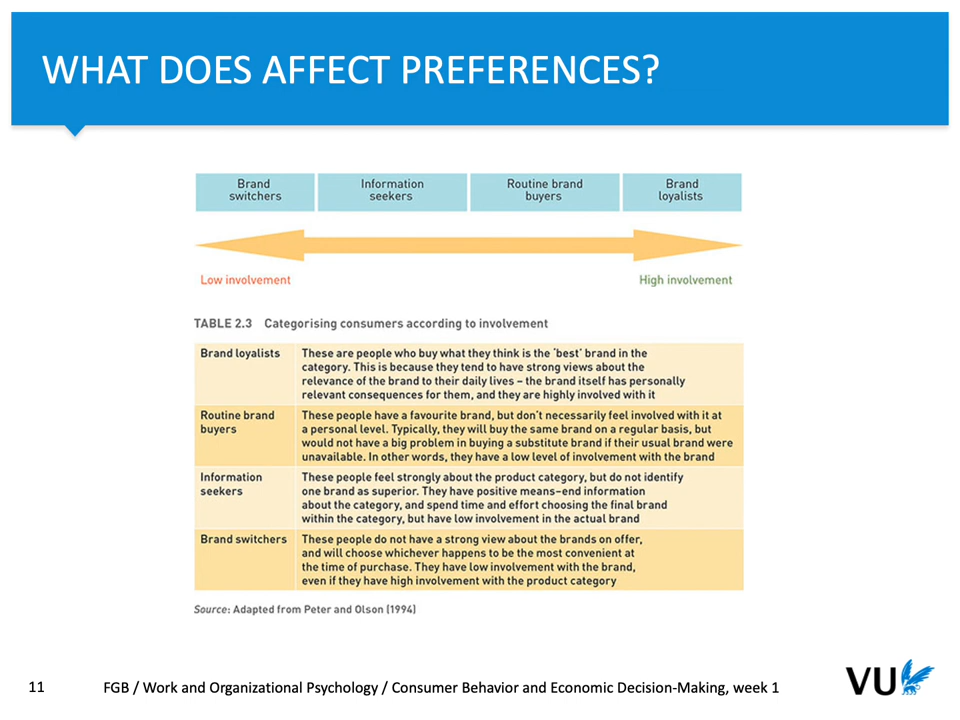 WHAT DOES AFFECT PREFERENCES?
Brand
switchers
Information
seekers
Routine brand
buyers
Brand
loyalists
Low involvement
High involvement
TABLE 2.3 Categorising consumers according to involvement
Brand loyalists
These are people who buy what they think is the ‘best’ brand in the
category. This is because they tend to have strong views about the
relevance of the brand to their daily lives – the brand itself has personally
relevant consequences for them, and they are highly involved with it
Routine brand
buyers
These people have a favourite brand, but don’t necessarily feel involved with it at
a personal level. Typically, they will buy the same brand on a regular basis, but
would not have a big problem in buying a substitute brand if their usual brand were
unavailable. In other words, they have a low level of involvement with the brand
Information
seekers
These people feel strongly about the product category, but do not identify
one brand as superior. They have positive means–end information
about the category, and spend time and effort choosing the final brand
within the category, but have low involvement in the actual brand
Brand switchers
These people do not have a strong view about the brands on offer,
and will choose whichever happens to be the most convenient at
the time of purchase. They have low involvement with the brand,
even if they have high involvement with the product category
Source: Adapted from Peter and Olson (1994)
11
FGB / Work and Organizational Psychology / Consumer Behavior and Economic Decision-Making, week 1
VU